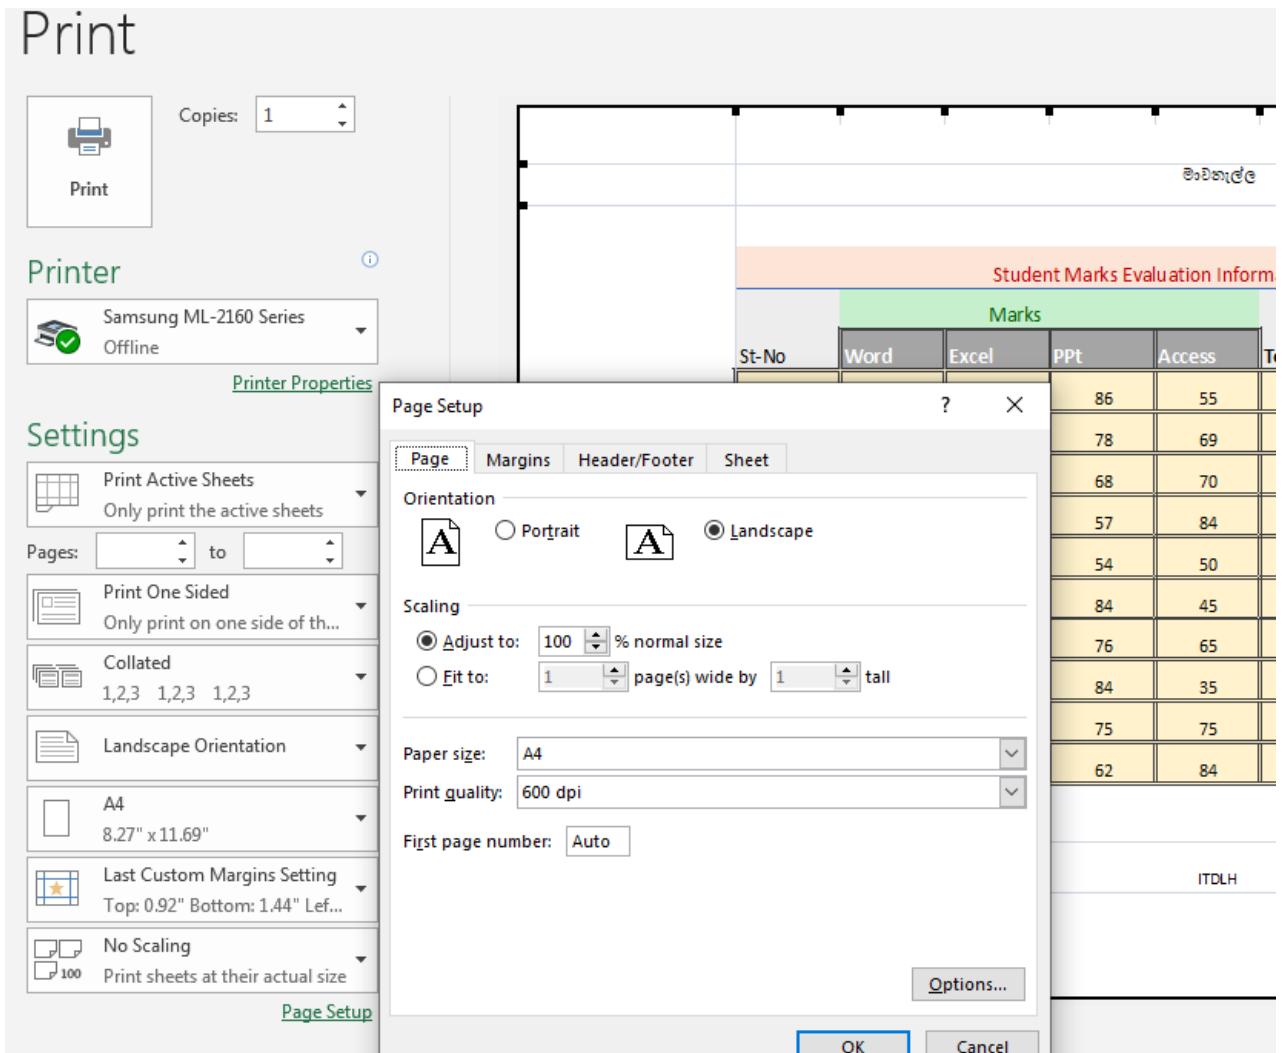 Print
Copies: 1
Print
Printer
Samsung ML-2160 Series
Offline
Printer Properties
Settings
Print Active Sheets
Only print the active sheets
Pages: to
Print One Sided
Only print on one side of th...
Collated
1,2,3 1,2,3 1,2,3
Landscape Orientation
A4
8.27" x 11.69"
Last Custom Margins Setting
Top: 0.92" Bottom: 1.44" Lef...
No Scaling
100
Print sheets at their actual size
Page Setup
මාවනැල්ල
Student Marks Evaluation Inform
Marks
St-No Word Excel PPt Access
86 55
78 69
68 70
57 84
54 50
84 45
76 65
84 35
75 75
62 84
ITDLH
Page Setup ?
Page Margins Header/Footer Sheet
Orientation
A Portrait A Landscape
Scaling
Adjust to: 100 % normal size
Fit to: 1 page(s) wide by 1 tall
Paper size: A4
Print quality: 600 dpi
First page number: Auto
Options...
OK Cancel